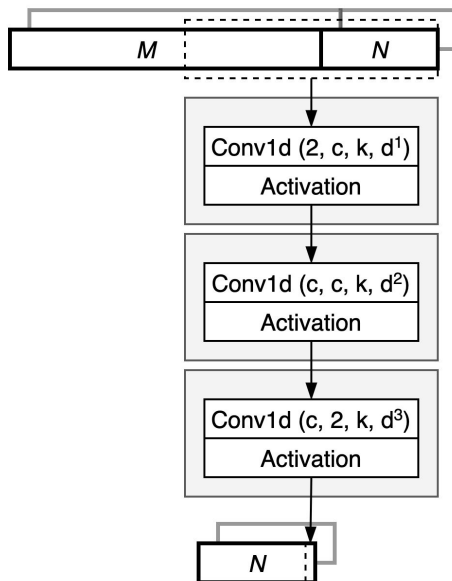 M N
Conv1d (2, c, k, d¹)
Activation
Conv1d (c, c, k, d²)
Activation
Conv1d (c, 2, k, d³)
Activation
N